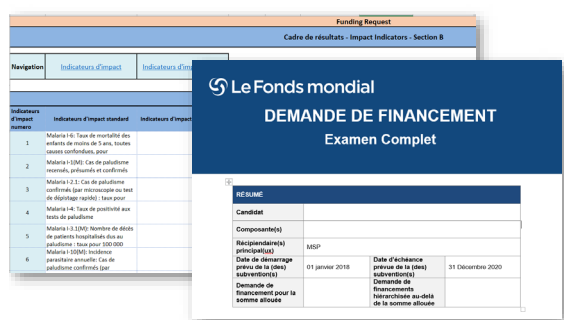 Funding Request
Cadre de résultats - Impact Indicators - Section B
Navigation
Indicateurs d'impact
Indicateurs d'im
Indicateurs
d'impact
numero
Indicateurs d'impact standard
Indicateurs d'impact
1
Malaria I-6: Taux de mortalité des
enfants de moins de 5 ans, toutes
causes confondues, pour
2
Malaria I-1(M): Cas de paludisme
recensés, présumés et confirmés
3
Malaria I-2.1: Cas de paludisme
confirmés (par microscopie ou test
de dépistage rapide) : taux pour
4
Malaria I-4: Taux de positivité aux
tests de paludisme
5
Malaria I-3.1(M): Nombre de décès
de patients hospitalisés dus au
paludisme : taux pour 100 000
6
Malaria I-10(M): Incidence
parasitaire annuelle: Cas de
paludisme confirmés (par
Le Fonds mondial
DEMANDE DE FINANCEMENT
Examen Complet
RÉSUMÉ
Candidat
Composante(s)
Récipiendaire(s)
principal(ux)
MSP
Date de démarrage
prévu de la (des)
subvention(s)
01 janvier 2018
Date d'échéance
prévue de la (des)
subvention(s)
31 Décembre 2020
Demande de
financement pour la
somme allouée
Demande de
financements
hiérarchisée au-delà
de la somme allouée